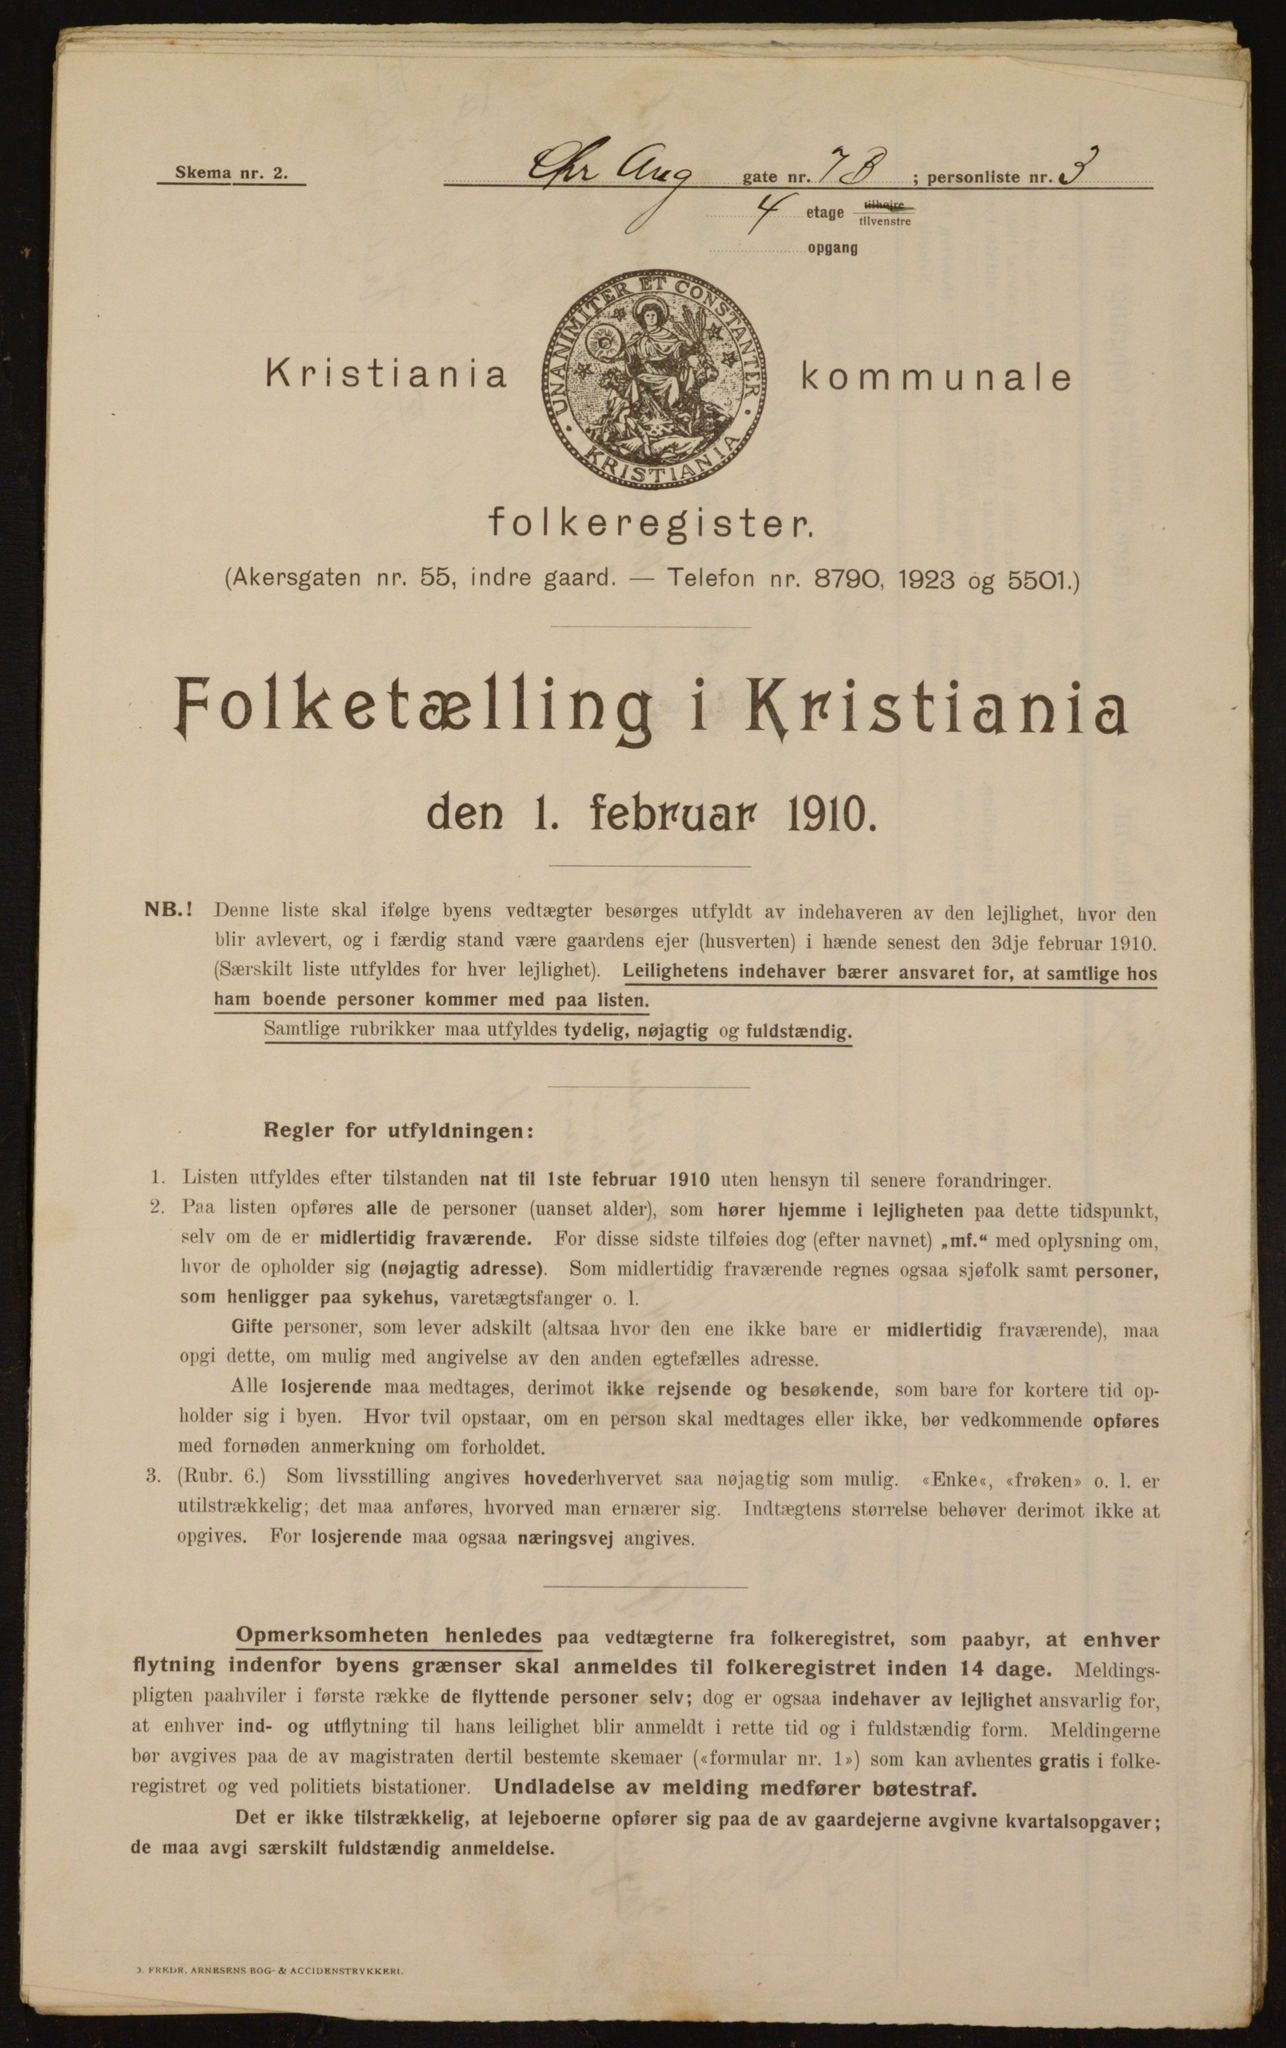 Skema nr. 2.
Chr Aug gate nr. 7B ; personliste nr. 3
4 etage tilhøire
tilvenstre
opgang
UNANIMITER ET CONSTANTER
KRISTIANIA
Kristiania kommunale
folkeregister.
(Akersgaten nr. 55, indre gaard. — Telefon nr. 8790, 1923 og 5501.)
Folketælling i Kristiania
den 1. februar 1910.
NB.! Denne liste skal ifølge byens vedtægter besørges utfyldt av indehaveren av den lejlighet, hvor den
blir avlevert, og i færdig stand være gaardens ejer (husverten) i hænde senest den 3dje februar 1910.
(Særskilt liste utfyldes for hver lejlighet). Leilighetens indehaver bærer ansvaret for, at samtlige hos
ham boende personer kommer med paa listen.
Samtlige rubrikker maa utfyldes tydelig, nøjagtig og fuldstændig.
Regler for utfyldningen:
1. Listen utfyldes efter tilstanden nat til 1ste februar 1910 uten hensyn til senere forandringer.
2. Paa listen opføres alle de personer (uanset alder), som hører hjemme i lejligheten paa dette tidspunkt,
selv om de er midlertidig fraværende. For disse sidste tilføies dog (efter navnet) „mf.“ med oplysning om,
hvor de opholder sig (nøjagtig adresse). Som midlertidig fraværende regnes ogsaa sjøfolk samt personer,
som henligger paa sykehus, varetægtsfanger o. l.
Gifte personer, som lever adskilt (altsaa hvor den ene ikke bare er midlertidig fraværende), maa
opgi dette, om mulig med angivelse av den anden egtefælles adresse.
Alle losjerende maa medtages, derimot ikke rejsende og besøkende, som bare for kortere tid op-
holder sig i byen. Hvor tvil opstaar, om en person skal medtages eller ikke, bør vedkommende opføres
med fornøden anmerkning om forholdet.
3. (Rubr. 6.) Som livsstilling angives hovederhvervet saa nøjagtig som mulig. «Enke«, «frøken» o. l. er
utilstrækkelig; det maa anføres, hvorved man ernærer sig. Indtægtens størrelse behøver derimot ikke at
opgives. For losjerende maa ogsaa næringsvej angives.
Opmerksomheten henledes paa vedtægterne fra folkeregistret, som paabyr, at enhver
flytning indenfor byens grænser skal anmeldes til folkeregistret inden 14 dage. Meldings-
pligten paahviler i første række de flyttende personer selv; dog er ogsaa indehaver av lejlighet ansvarlig for,
at enhver ind- og utflytning til hans leilighet blir anmeldt i rette tid og i fuldstændig form. Meldingerne
bør avgives paa de av magistraten dertil bestemte skemaer («formular nr. 1») som kan avhentes gratis i folke-
registret og ved politiets bistationer. Undladelse av melding medfører bøtestraf.
Det er ikke tilstrækkelig, at lejeboerne opfører sig paa de av gaardejerne avgivne kvartalsopgaver;
de maa avgi særskilt fuldstændig anmeldelse.
O. FREDR. ARNESENS BOG- & ACCIDENSTRYKKERI.